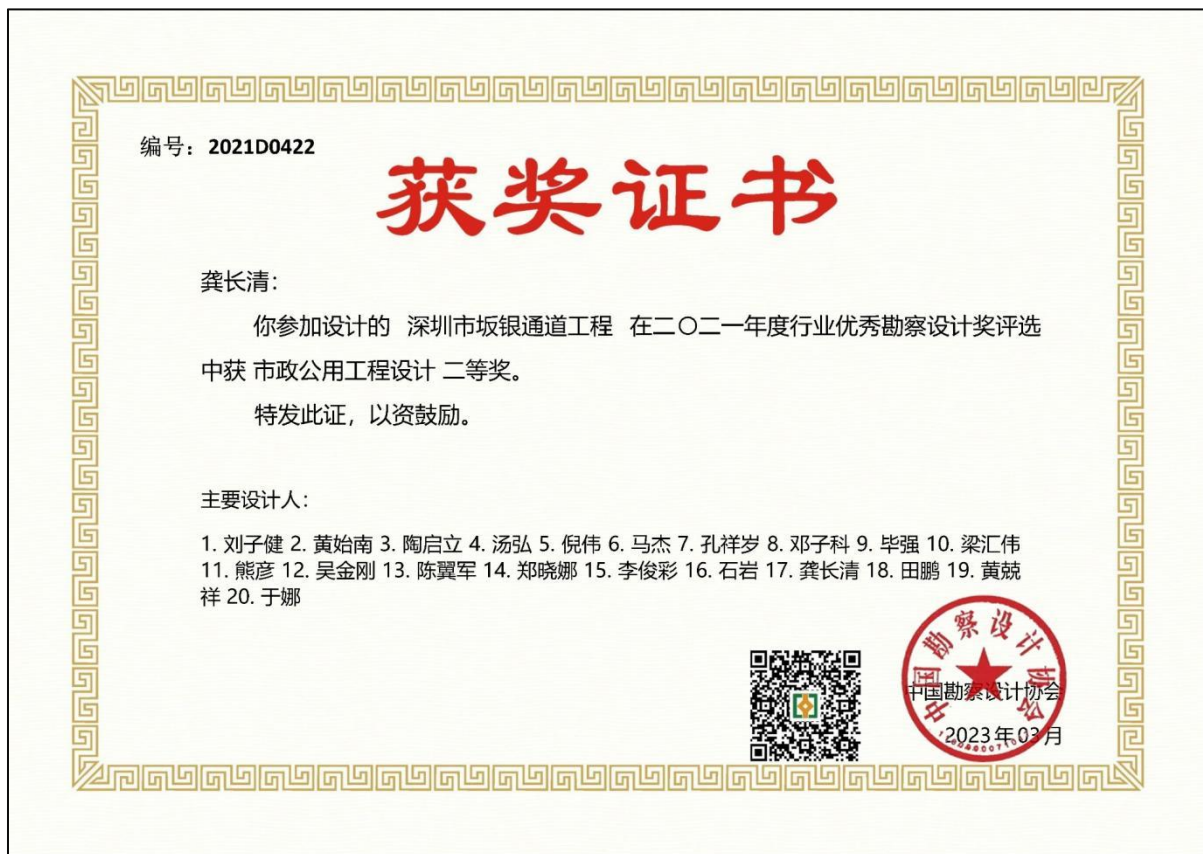 编号：2021D0422
获奖证书
龚长清：
你参加设计的 深圳市坂银通道工程 在二〇二一年度行业优秀勘察设计奖评选
中获 市政公用工程设计 二等奖。
特发此证，以资鼓励。
主要设计人：
1. 刘子健 2. 黄始南 3. 陶启立 4. 汤弘 5. 倪伟 6. 马杰 7. 孔祥岁 8. 邓子科 9. 毕强 10. 梁汇伟
11. 熊彦 12. 吴金刚 13. 陈翼军 14. 郑晓娜 15. 李俊彩 16. 石岩 17. 龚长清 18. 田鹏 19. 黄兢
祥 20. 于娜
中国勘察设计协会
中国勘察设计协会
2023年03月